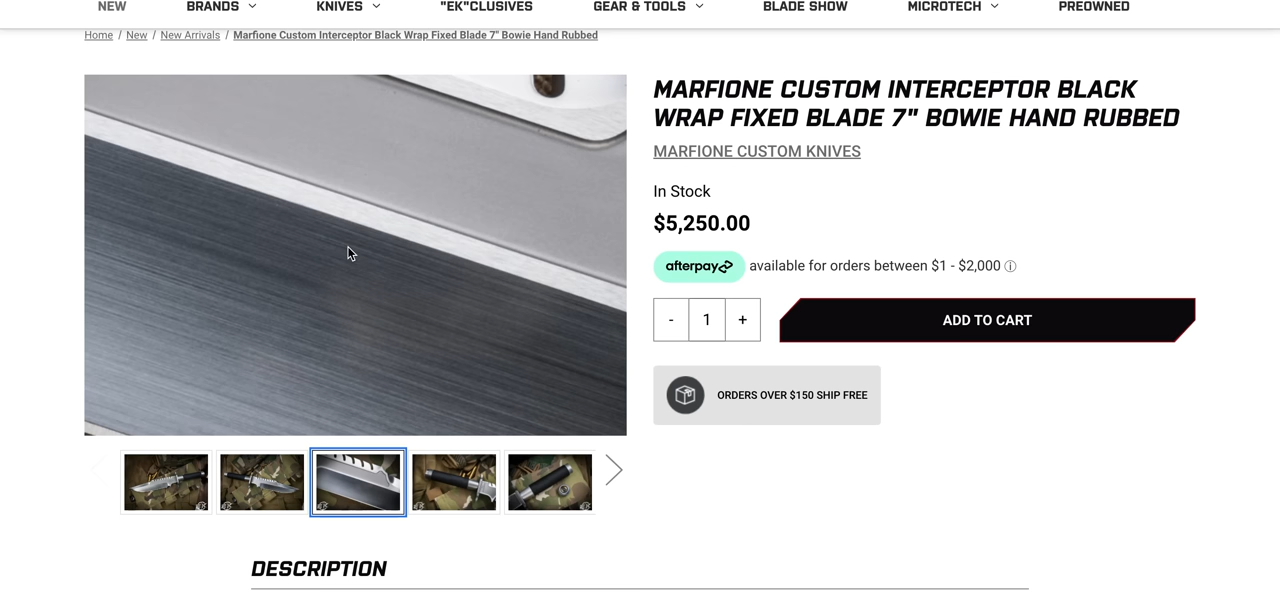 NEW BRANDS KNIVES "EK"CLUSIVES GEAR & TOOLS BLADE SHOW MICROTECH PREOWNED
Home / New / New Arrivals / Marfione Custom Interceptor Black Wrap Fixed Blade 7" Bowie Hand Rubbed
MARFIONE CUSTOM INTERCEPTOR BLACK
WRAP FIXED BLADE 7" BOWIE HAND RUBBED
MARFIONE CUSTOM KNIVES
In Stock
$5,250.00
afterpay available for orders between $1 - $2,000 ⓘ
- 1 + ADD TO CART
ORDERS OVER $150 SHIP FREE
DESCRIPTION